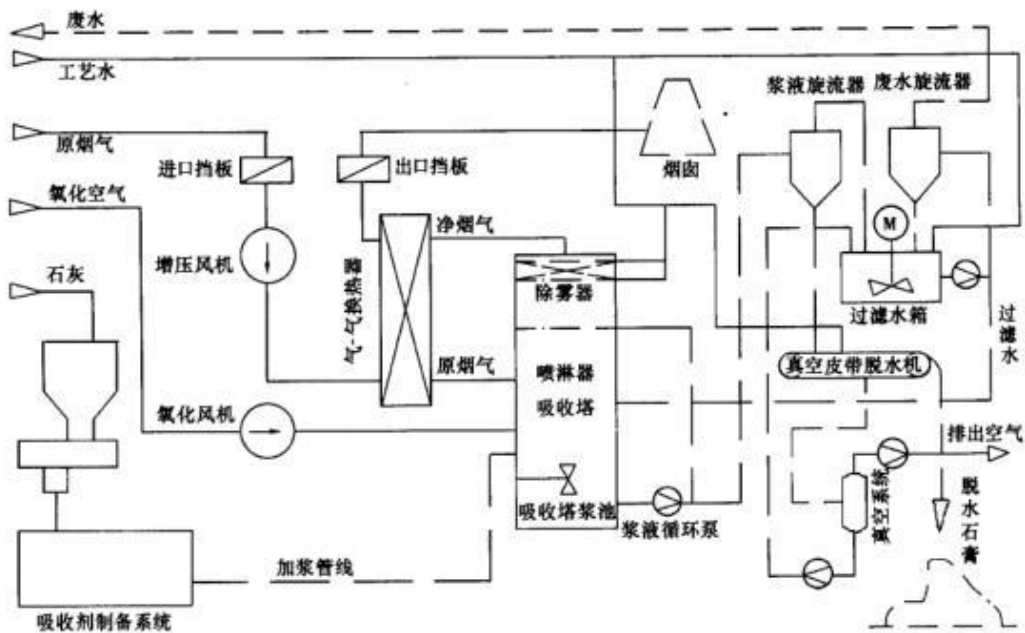 废水
工艺水
浆液旋流器
废水旋流器
原烟气
进口挡板
出口挡板
烟囱
氧化空气
净烟气
M
增压风机
气-气换热器
石灰
除雾器
过滤水箱
过滤水
真空皮带脱水机
原烟气
喷淋器
氧化风机
吸收塔
排出空气
真空系统
脱水石膏
吸收塔浆池
浆液循环泵
加浆管线
吸收剂制备系统